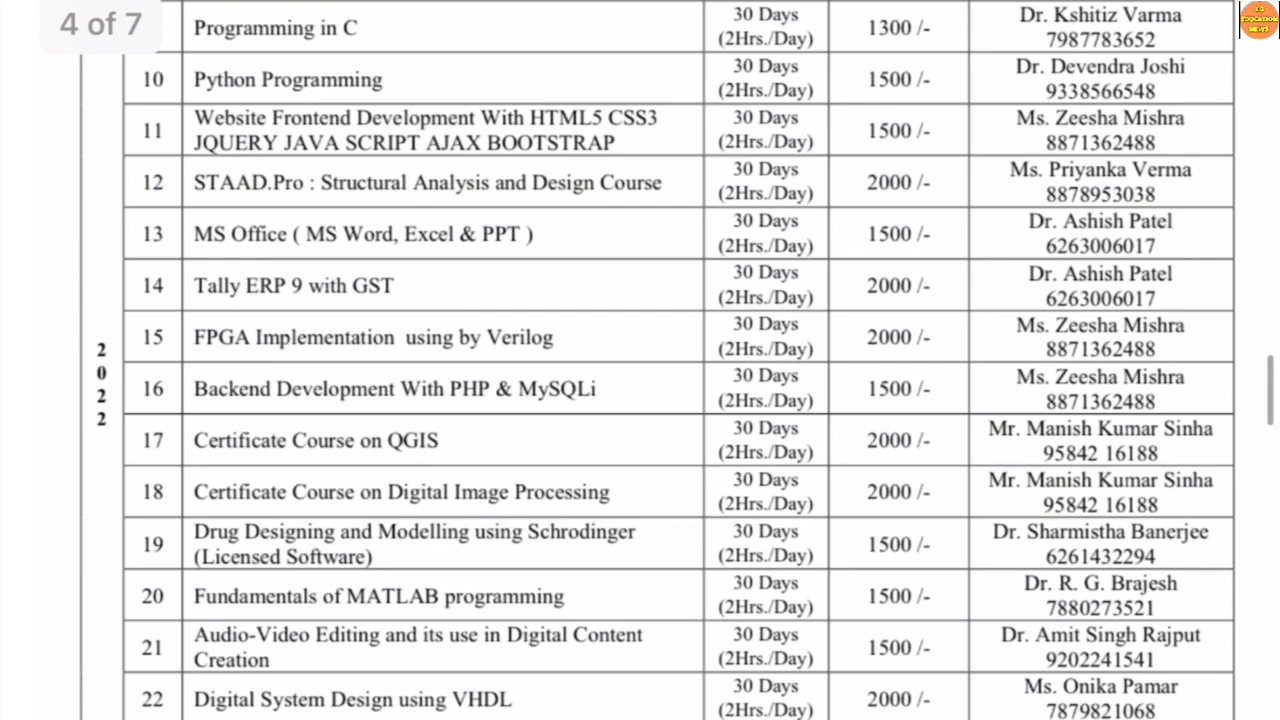 4 of 7
CG
EDUCATION
NEWS
Programming in C
30 Days
(2Hrs./Day)
1300 /-
Dr. Kshitiz Varma
7987783652
10
Python Programming
30 Days
(2Hrs./Day)
1500 /-
Dr. Devendra Joshi
9338566548
11
Website Frontend Development With HTML5 CSS3
JQUERY JAVA SCRIPT AJAX BOOTSTRAP
30 Days
(2Hrs./Day)
1500 /-
Ms. Zeesha Mishra
8871362488
12
STAAD.Pro : Structural Analysis and Design Course
30 Days
(2Hrs./Day)
2000 /-
Ms. Priyanka Verma
8878953038
13
MS Office ( MS Word, Excel & PPT )
30 Days
(2Hrs./Day)
1500 /-
Dr. Ashish Patel
6263006017
14
Tally ERP 9 with GST
30 Days
(2Hrs./Day)
2000 /-
Dr. Ashish Patel
6263006017
2022
15
FPGA Implementation using by Verilog
30 Days
(2Hrs./Day)
2000 /-
Ms. Zeesha Mishra
8871362488
16
Backend Development With PHP & MySQLi
30 Days
(2Hrs./Day)
1500 /-
Ms. Zeesha Mishra
8871362488
17
Certificate Course on QGIS
30 Days
(2Hrs./Day)
2000 /-
Mr. Manish Kumar Sinha
95842 16188
18
Certificate Course on Digital Image Processing
30 Days
(2Hrs./Day)
2000 /-
Mr. Manish Kumar Sinha
95842 16188
19
Drug Designing and Modelling using Schrodinger
(Licensed Software)
30 Days
(2Hrs./Day)
1500 /-
Dr. Sharmistha Banerjee
6261432294
20
Fundamentals of MATLAB programming
30 Days
(2Hrs./Day)
1500 /-
Dr. R. G. Brajesh
7880273521
21
Audio-Video Editing and its use in Digital Content
Creation
30 Days
(2Hrs./Day)
1500 /-
Dr. Amit Singh Rajput
9202241541
22
Digital System Design using VHDL
30 Days
(2Hrs./Day)
2000 /-
Ms. Onika Pamar
7879821068